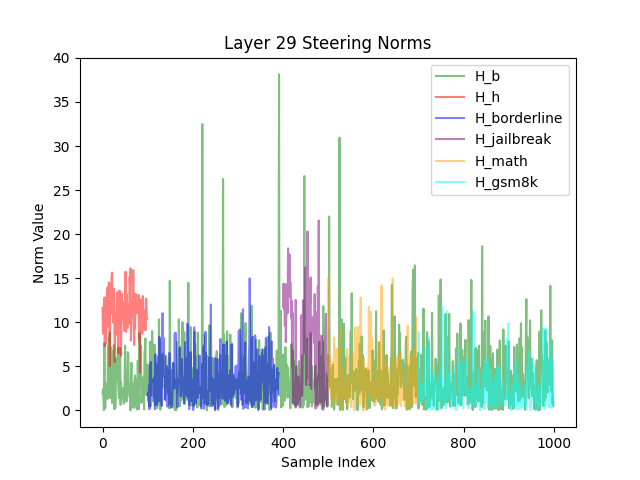 Layer 29 Steering Norms
Norm Value
40
35
30
25
20
15
10
5
0
0
200
400
600
800
1000
Sample Index
H_b
H_h
H_borderline
H_jailbreak
H_math
H_gsm8k